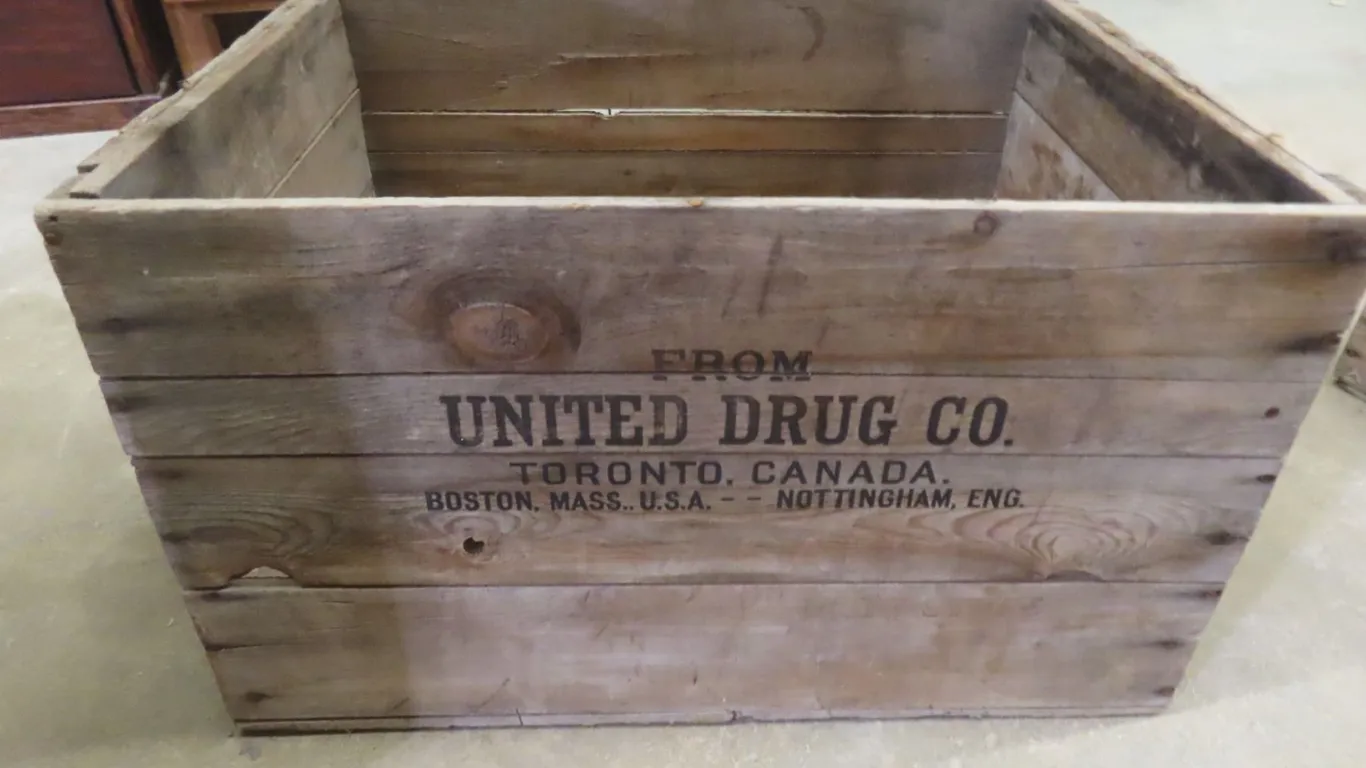 FROM
UNITED DRUG CO.
TORONTO, CANADA.
BOSTON, MASS., U.S.A. - - NOTTINGHAM, ENG.